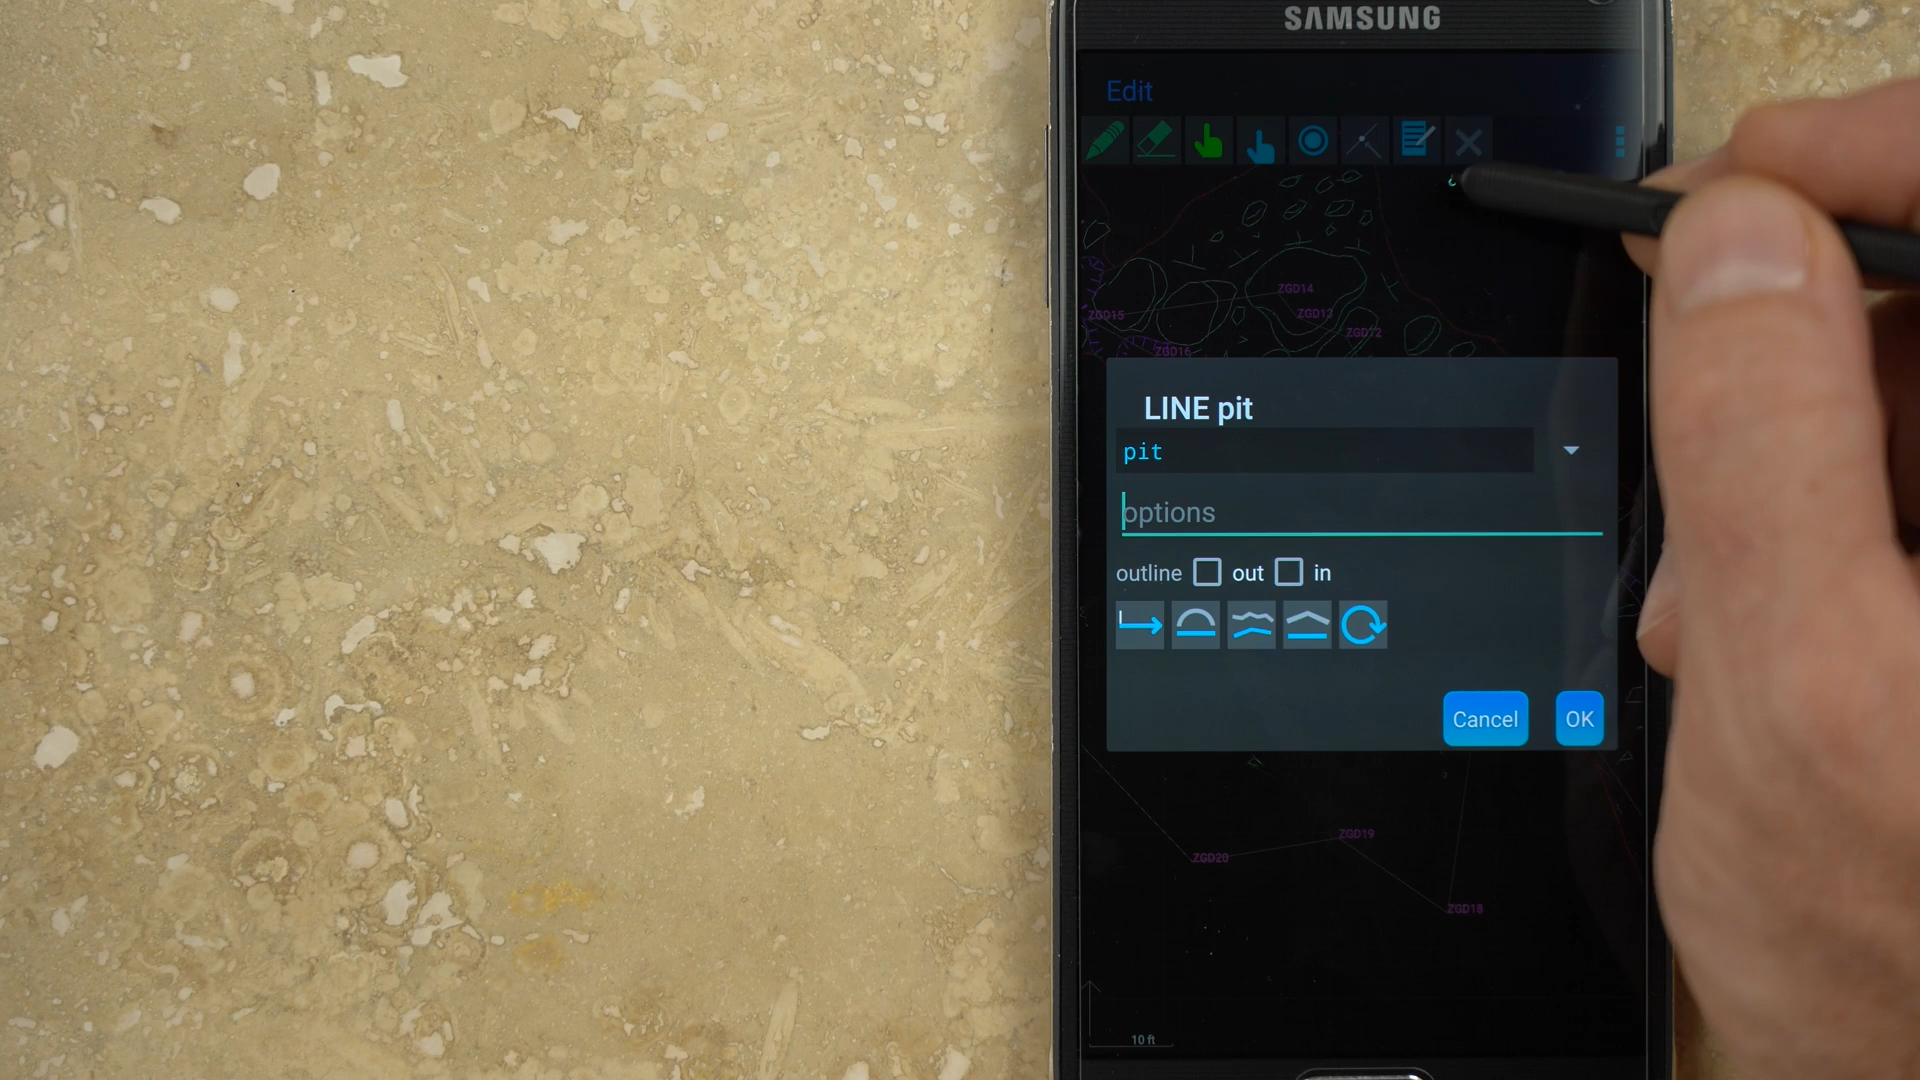 SAMSUNG
Edit
ZGD14
ZGD15
ZGD13
ZGD12
ZGD16
LINE pit
pit
options
outline out in
Cancel OK
ZGD19
ZGD20
ZGD18
10 ft